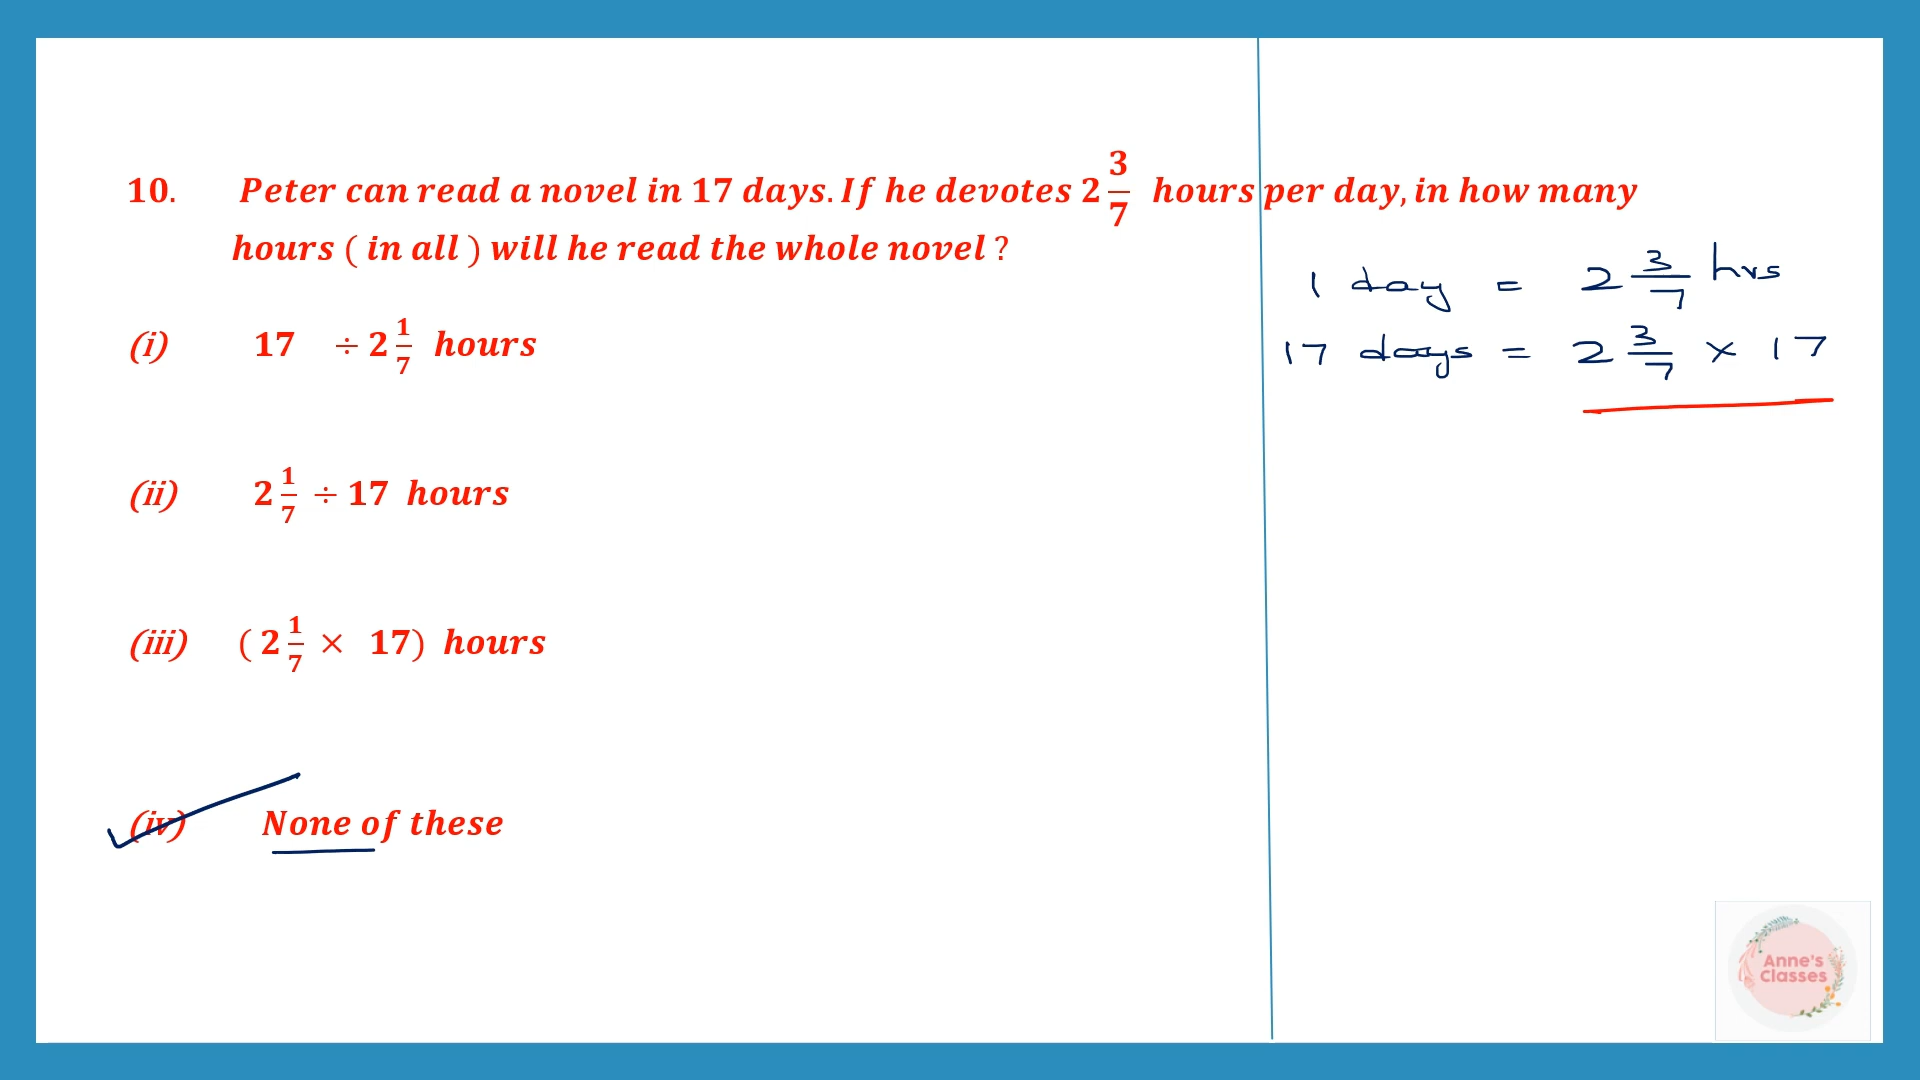 10. Peter can read a novel in 17 days. If he devotes 2 3/7 hours per day, in how many
hours ( in all ) will he read the whole novel ?
(i) 17 ÷ 2 1/7 hours
(ii) 2 1/7 ÷ 17 hours
(iii) ( 2 1/7 × 17) hours
(iv) None of these
1 day = 2 3/7 hrs
17 days = 2 3/7 × 17
Anne's
Classes